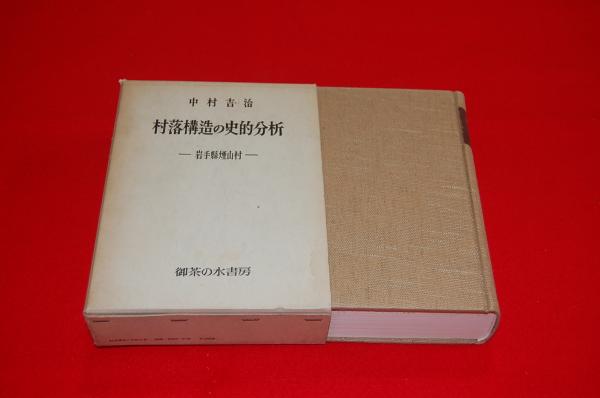 中村吉治
村落構造の史的分析
―岩手縣煙山村―
御茶の水書房